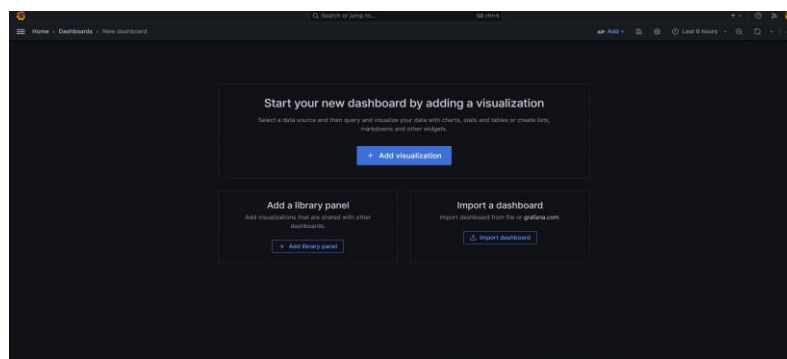 Search or jump to...
ctrl+k
Home › Dashboards › New dashboard
Add
Last 6 hours
Start your new dashboard by adding a visualization
Select a data source and then query and visualize your data with charts, stats and tables or create lists,
markdowns and other widgets.
+ Add visualization
Add a library panel
Add visualizations that are shared with other
dashboards.
+ Add library panel
Import a dashboard
Import dashboard from file or grafana.com.
Import dashboard